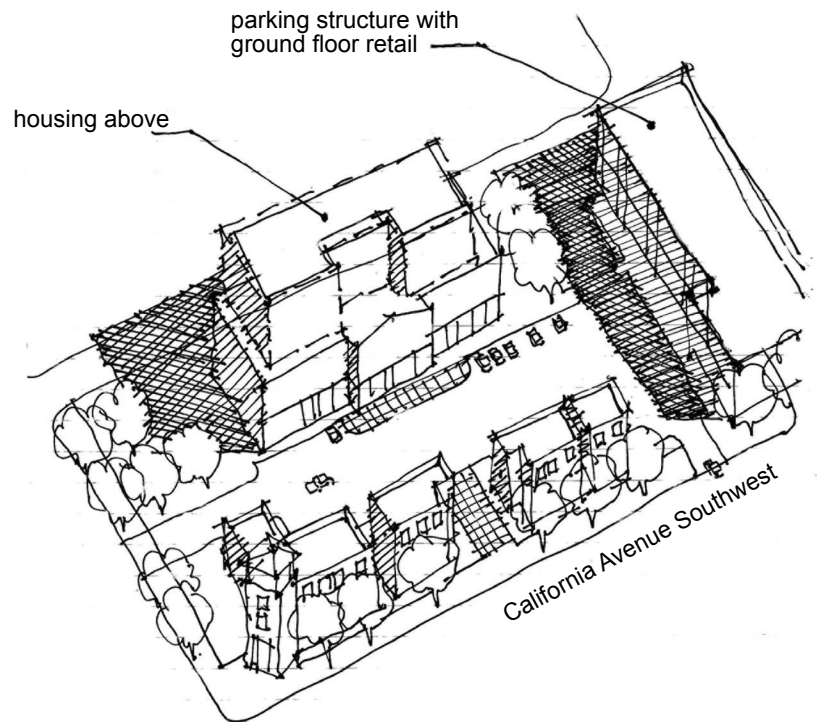 parking structure with
ground floor retail
housing above
California Avenue Southwest